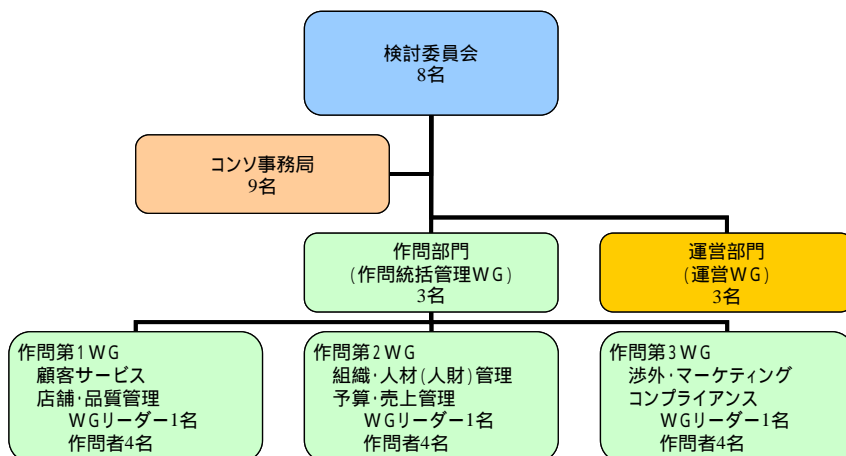 検討委員会
8名
コンソ事務局
9名
作問部門
(作問統括管理WG)
3名
運営部門
(運営WG)
3名
作問第1WG
顧客サービス
店舗・品質管理
WGリーダー1名
作問者4名
作問第2WG
組織・人材(人財)管理
予算・売上管理
WGリーダー1名
作問者4名
作問第3WG
渉外・マーケティング
コンプライアンス
WGリーダー1名
作問者4名